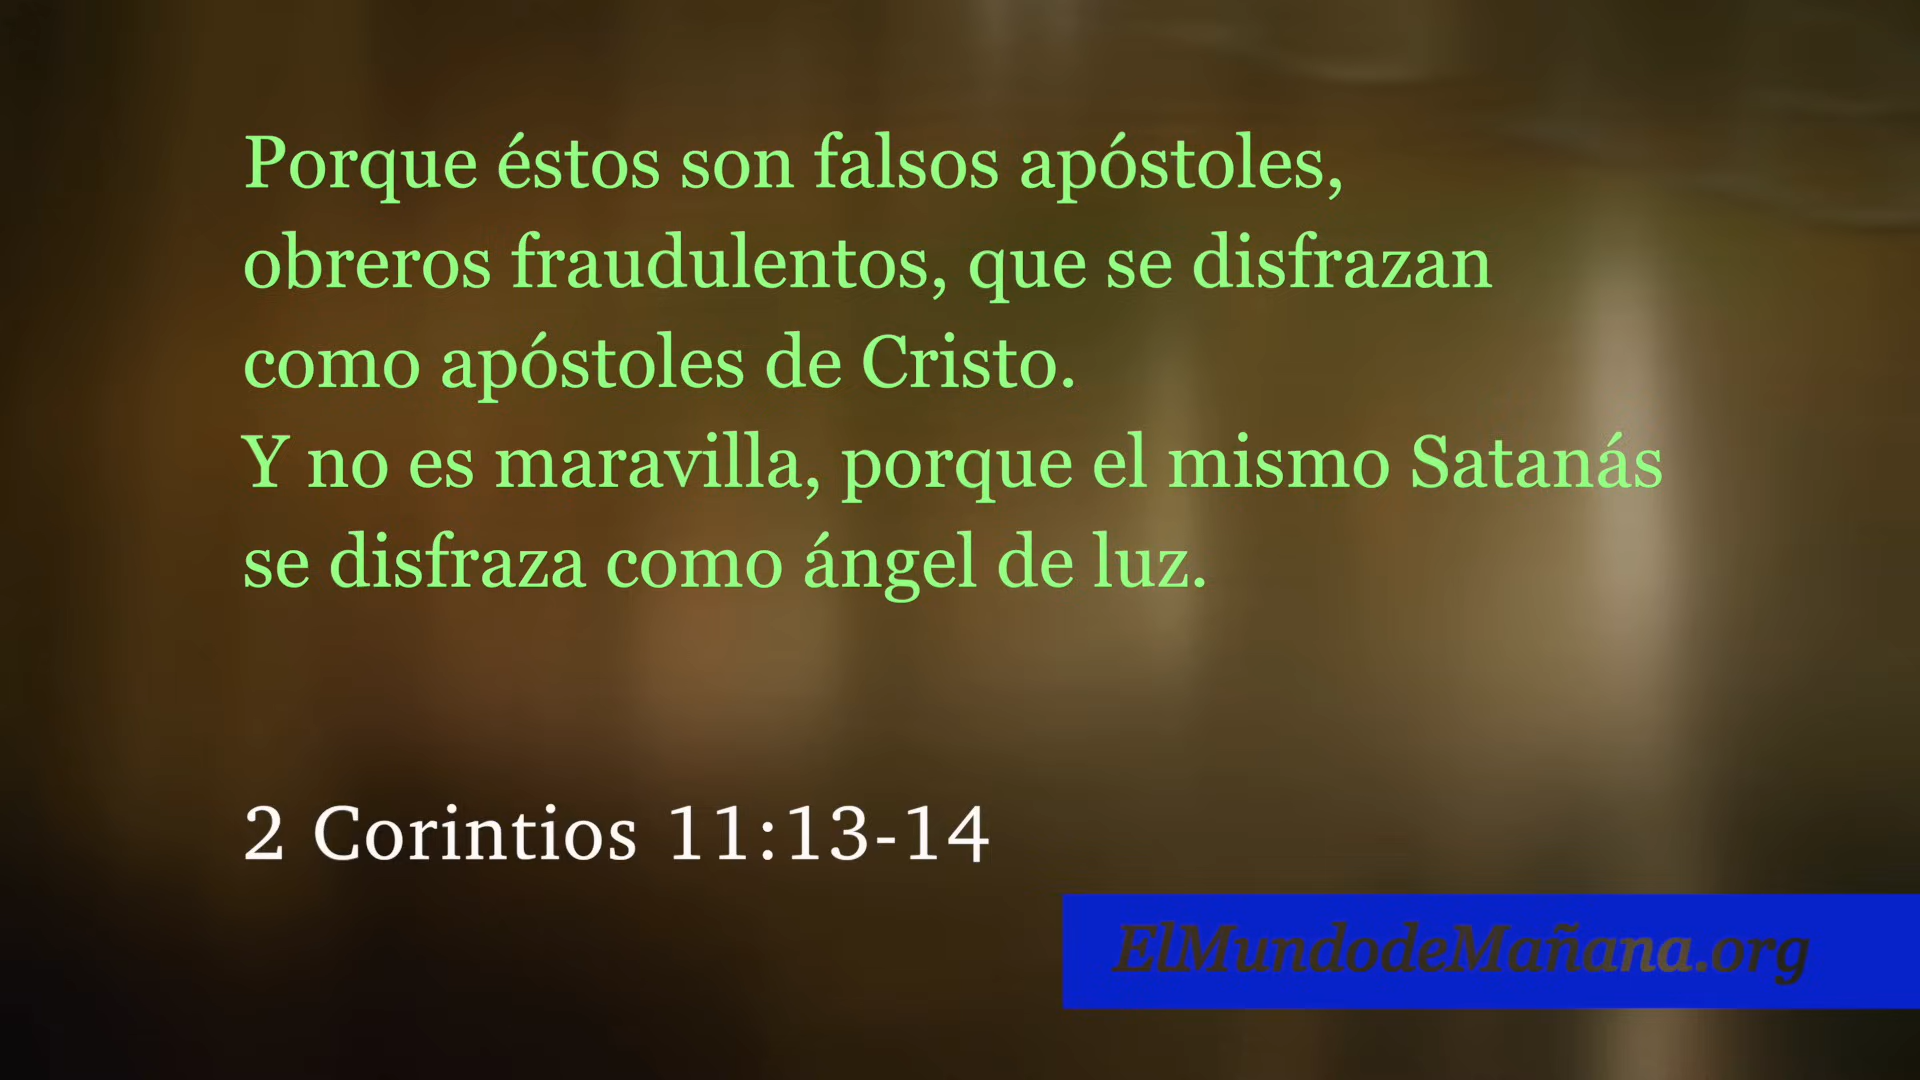 Porque éstos son falsos apóstoles,
obreros fraudulentos, que se disfrazan
como apóstoles de Cristo.
Y no es maravilla, porque el mismo Satanás
se disfraza como ángel de luz.
2 Corintios 11:13-14
ElMundodeMañana.org